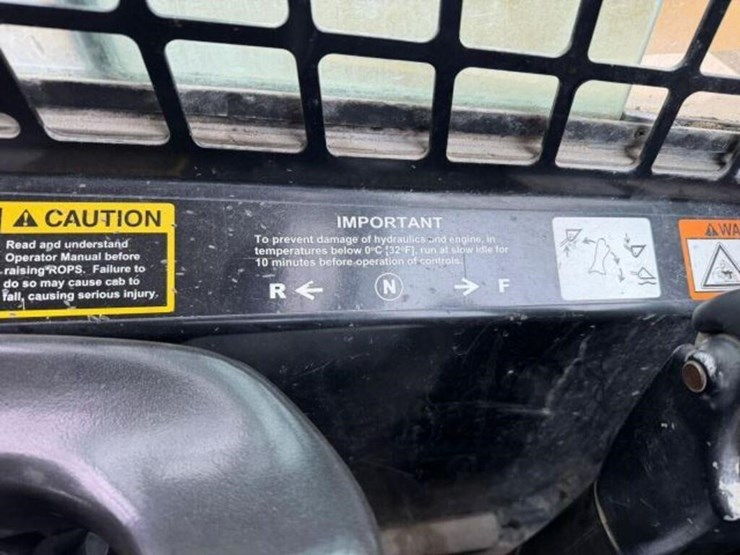 CAUTION
Read and understand
Operator Manual before
raising ROPS. Failure to
do so may cause cab to
fall, causing serious injury.
IMPORTANT
To prevent damage of hydraulics and engine, in
temperatures below 0°C [32°F], run at slow idle for
10 minutes before operation of controls.
R N F
WA